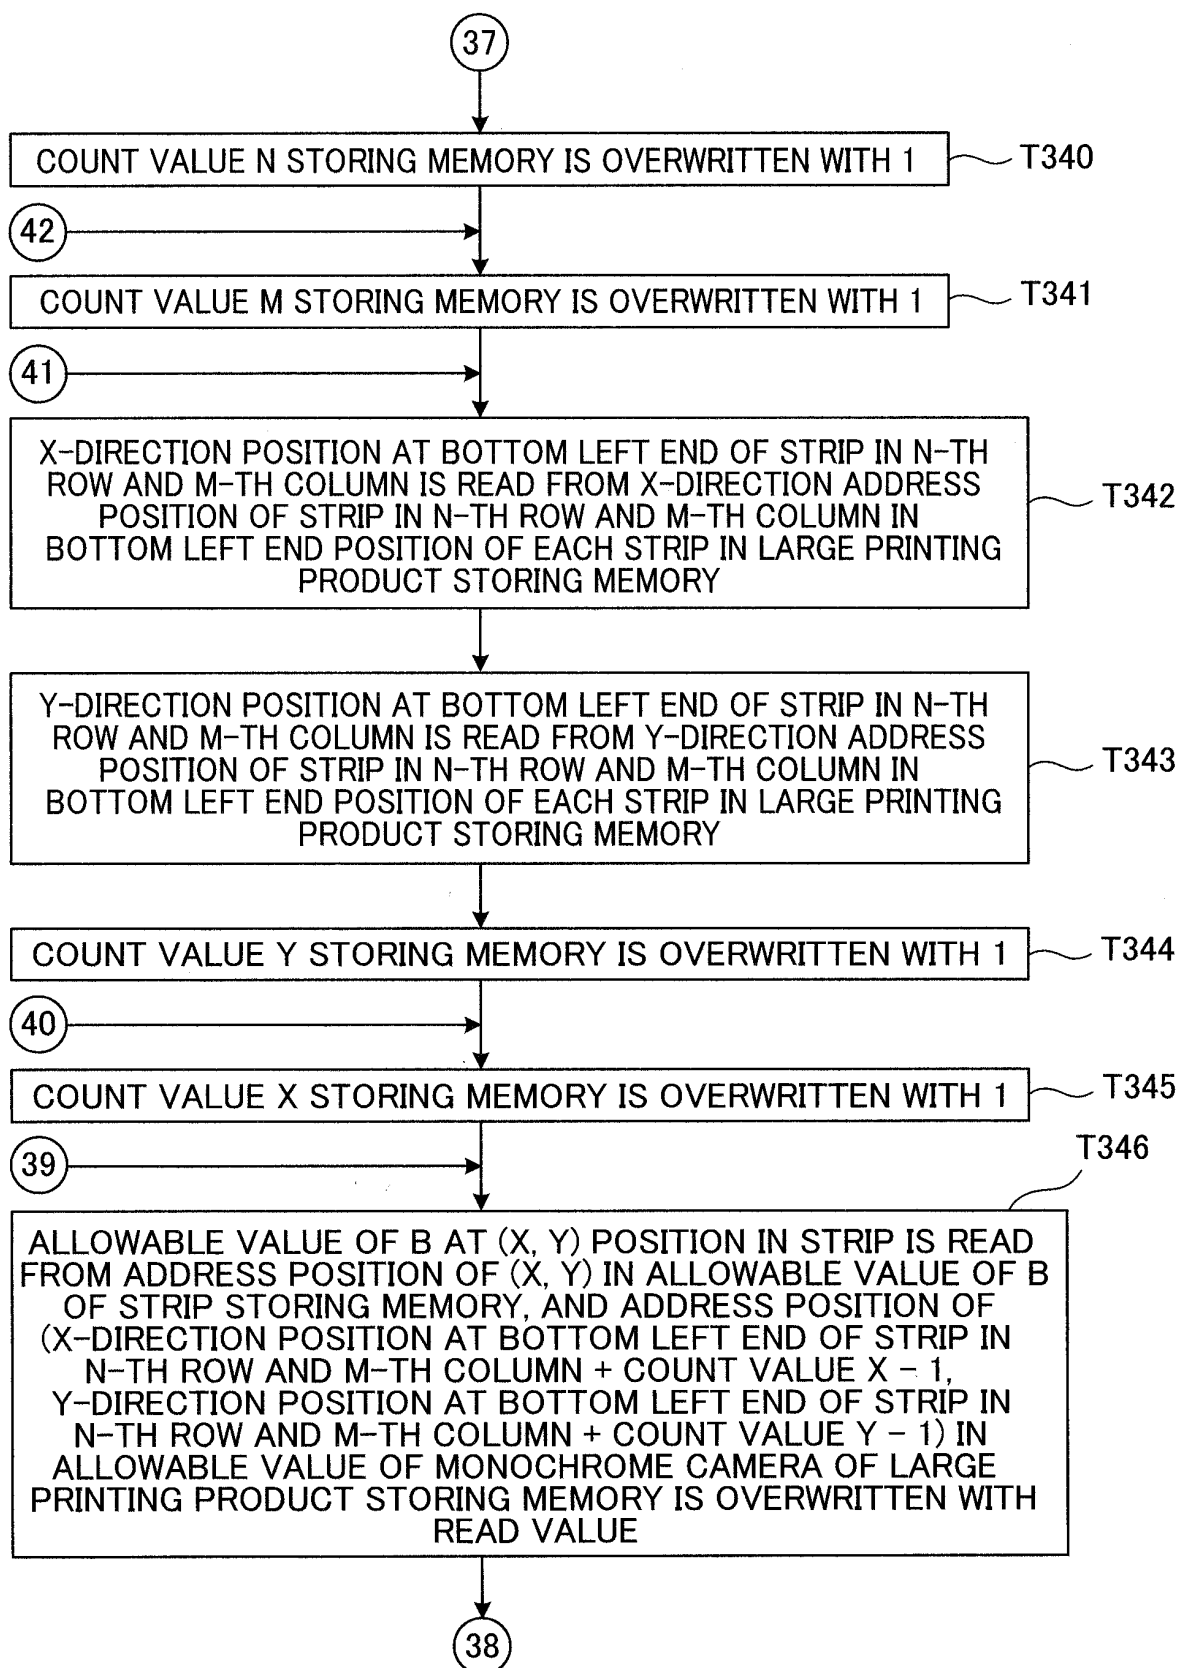 37
COUNT VALUE N STORING MEMORY IS OVERWRITTEN WITH 1
T340
42
COUNT VALUE M STORING MEMORY IS OVERWRITTEN WITH 1
T341
41
X-DIRECTION POSITION AT BOTTOM LEFT END OF STRIP IN N-TH
ROW AND M-TH COLUMN IS READ FROM X-DIRECTION ADDRESS
POSITION OF STRIP IN N-TH ROW AND M-TH COLUMN IN
BOTTOM LEFT END POSITION OF EACH STRIP IN LARGE PRINTING
PRODUCT STORING MEMORY
T342
Y-DIRECTION POSITION AT BOTTOM LEFT END OF STRIP IN N-TH
ROW AND M-TH COLUMN IS READ FROM Y-DIRECTION ADDRESS
POSITION OF STRIP IN N-TH ROW AND M-TH COLUMN IN
BOTTOM LEFT END POSITION OF EACH STRIP IN LARGE PRINTING
PRODUCT STORING MEMORY
T343
COUNT VALUE Y STORING MEMORY IS OVERWRITTEN WITH 1
T344
40
COUNT VALUE X STORING MEMORY IS OVERWRITTEN WITH 1
T345
39
T346
ALLOWABLE VALUE OF B AT (X, Y) POSITION IN STRIP IS READ
FROM ADDRESS POSITION OF (X, Y) IN ALLOWABLE VALUE OF B
OF STRIP STORING MEMORY, AND ADDRESS POSITION OF
(X-DIRECTION POSITION AT BOTTOM LEFT END OF STRIP IN
N-TH ROW AND M-TH COLUMN + COUNT VALUE X - 1,
Y-DIRECTION POSITION AT BOTTOM LEFT END OF STRIP IN
N-TH ROW AND M-TH COLUMN + COUNT VALUE Y - 1) IN
ALLOWABLE VALUE OF MONOCHROME CAMERA OF LARGE
PRINTING PRODUCT STORING MEMORY IS OVERWRITTEN WITH
READ VALUE
38